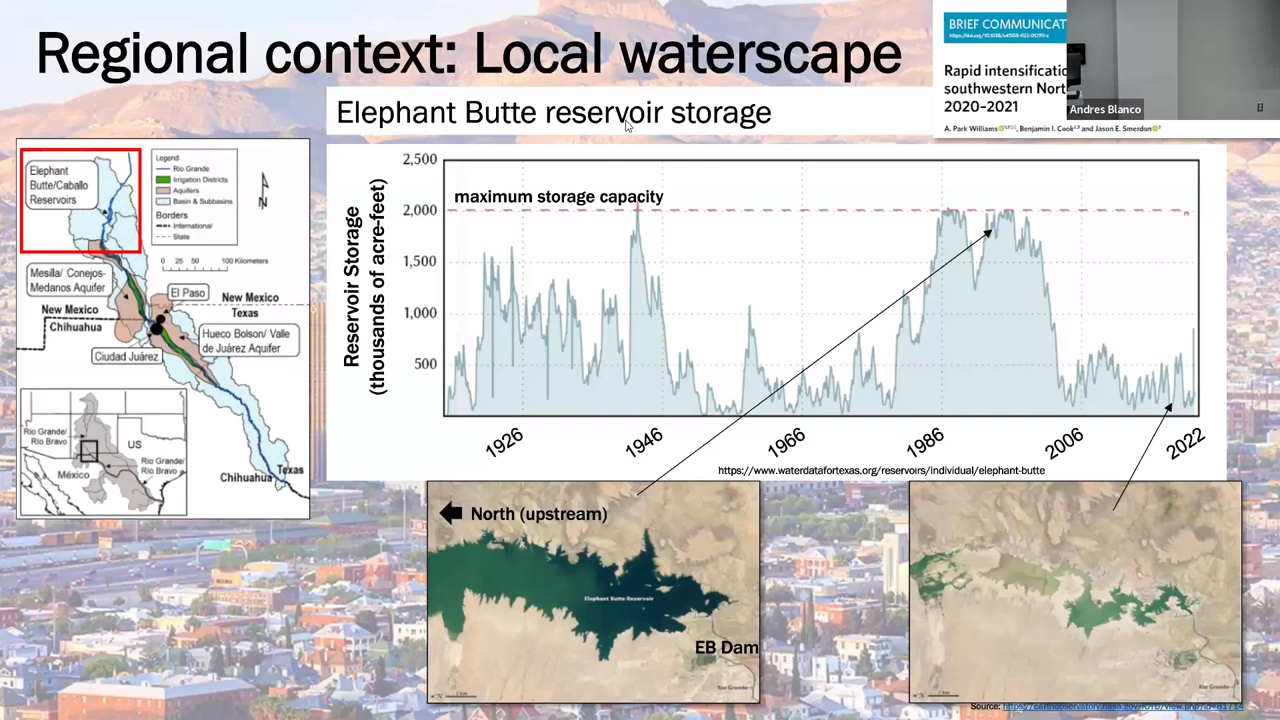 Regional context: Local waterscape
BRIEF COMMUNICAT
Rapid intensificatio
southwestern Nort
2020–2021
A. Park Williams, Benjamin I. Cook and Jason E. Smerdon
Andres Blanco
Elephant Butte reservoir storage
Elephant
Butte/Caballo
Reservoirs
Legend
Rio Grande
Irrigation Districts
Aquifers
Basin & Subbasins
Borders
International
State
0 25 50 100 Kilometers
Mesilla/ Conejos-
Medanos Aquifer
El Paso
New Mexico
Texas
New Mexico
Chihuahua
Hueco Bolson/ Valle
de Juárez Aquifer
Ciudad Juárez
Rio Grande/
Rio Bravo
US
México
Rio Grande/
Rio Bravo
Texas
Chihuahua
Reservoir Storage
(thousands of acre-feet)
2,500
2,000
1,500
1,000
500
maximum storage capacity
1926
1946
1966
1986
2006
2022
https://www.waterdatafortexas.org/reservoirs/individual/elephant-butte
North (upstream)
Elephant Butte Reservoir
EB Dam
Rio Grande
Rio Grande
Source: